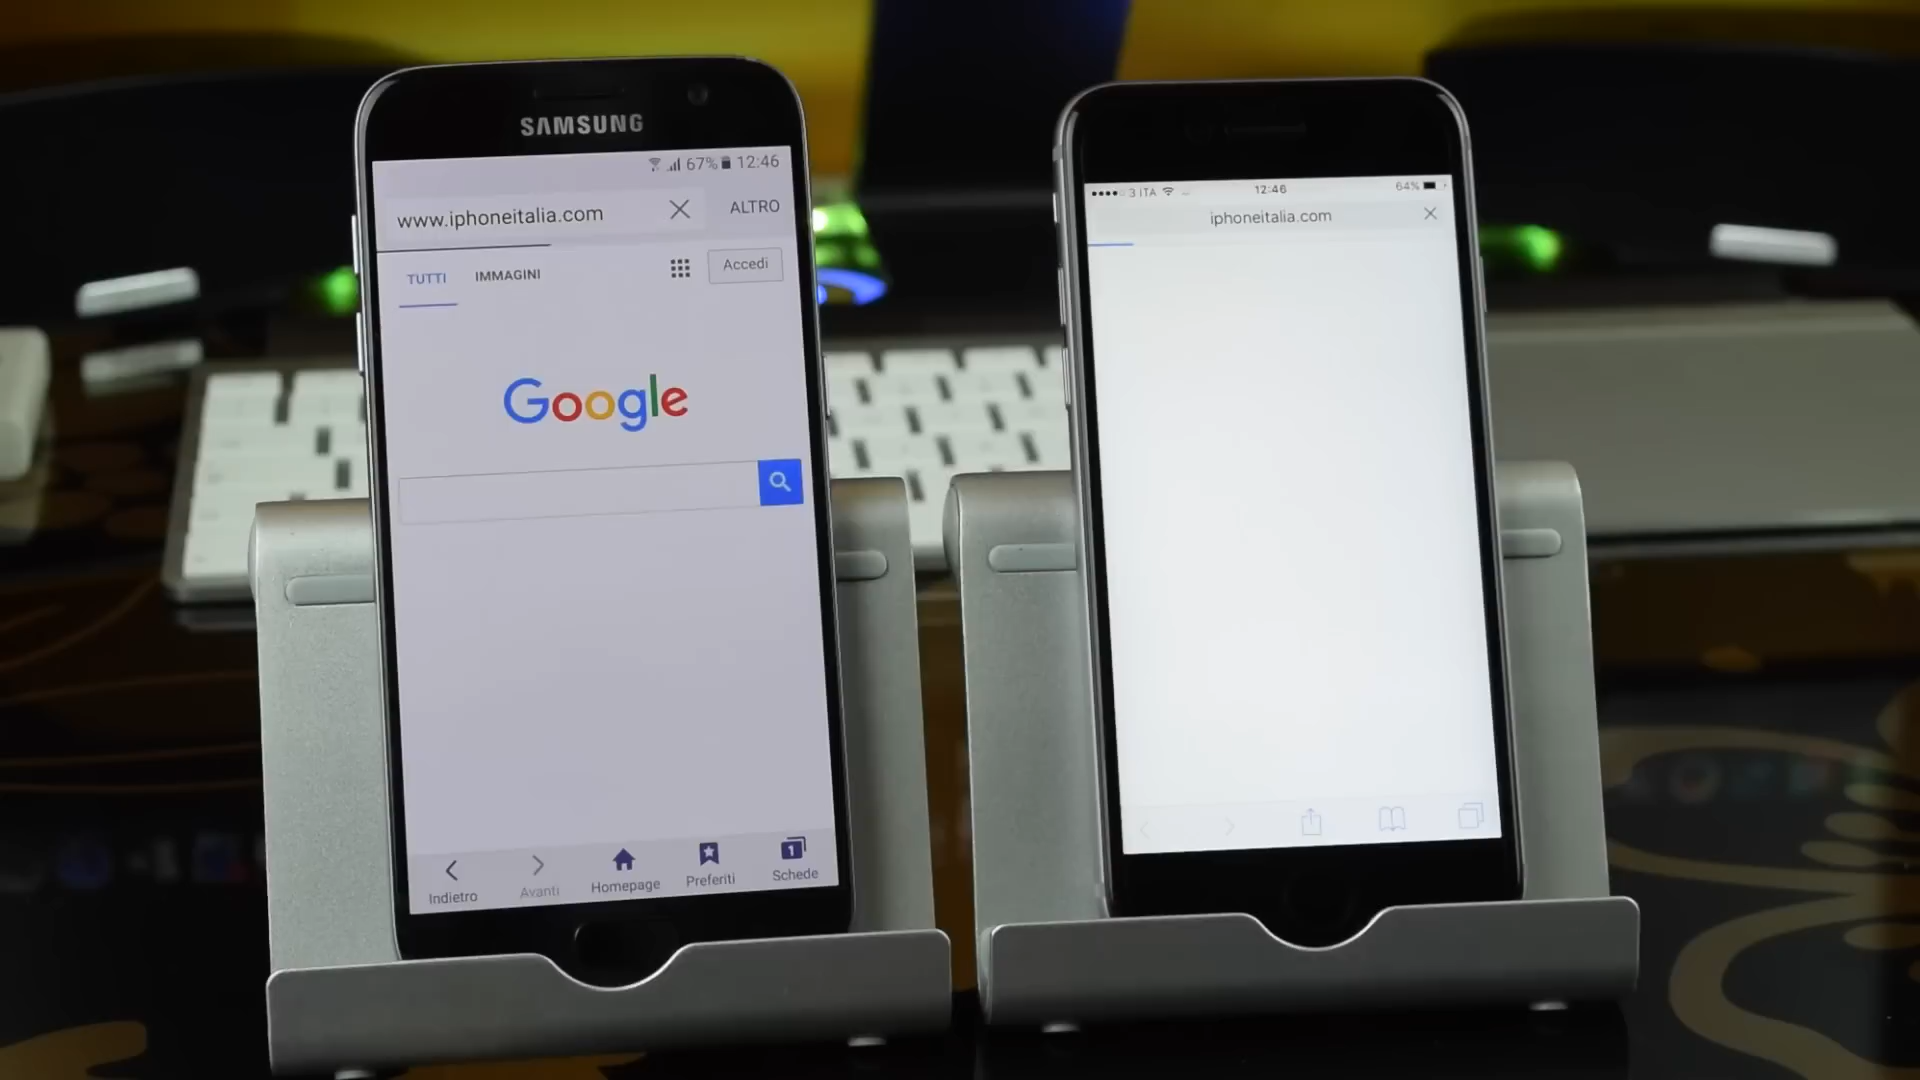 SAMSUNG
67% 12:46
www.iphoneitalia.com
ALTRO
TUTTI
IMMAGINI
Accedi
Google
Indietro
Avanti
Homepage
Preferiti
1
Schede
3 ITA
12:46
64%
iphoneitalia.com